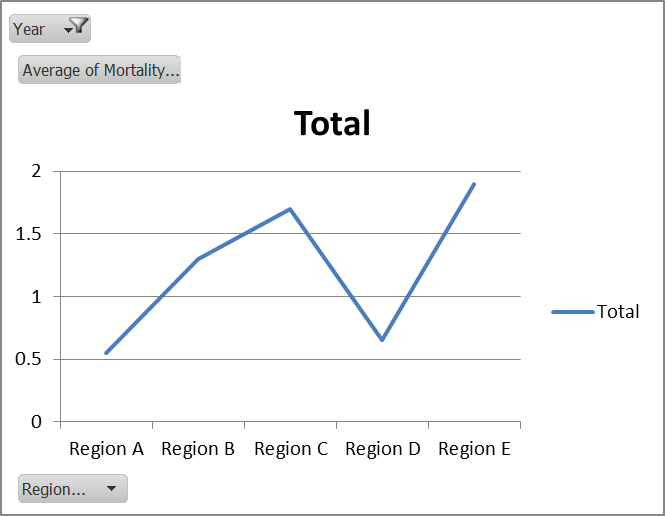 Year
Average of Mortality...
Total
2
1.5
1
0.5
0
Total
Region A Region B Region C Region D Region E
Region...